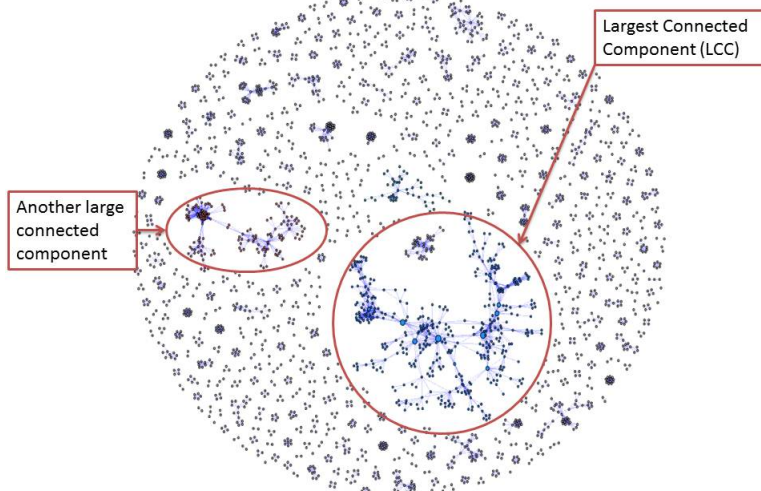 Largest Connected
Component (LCC)
Another large
connected
component